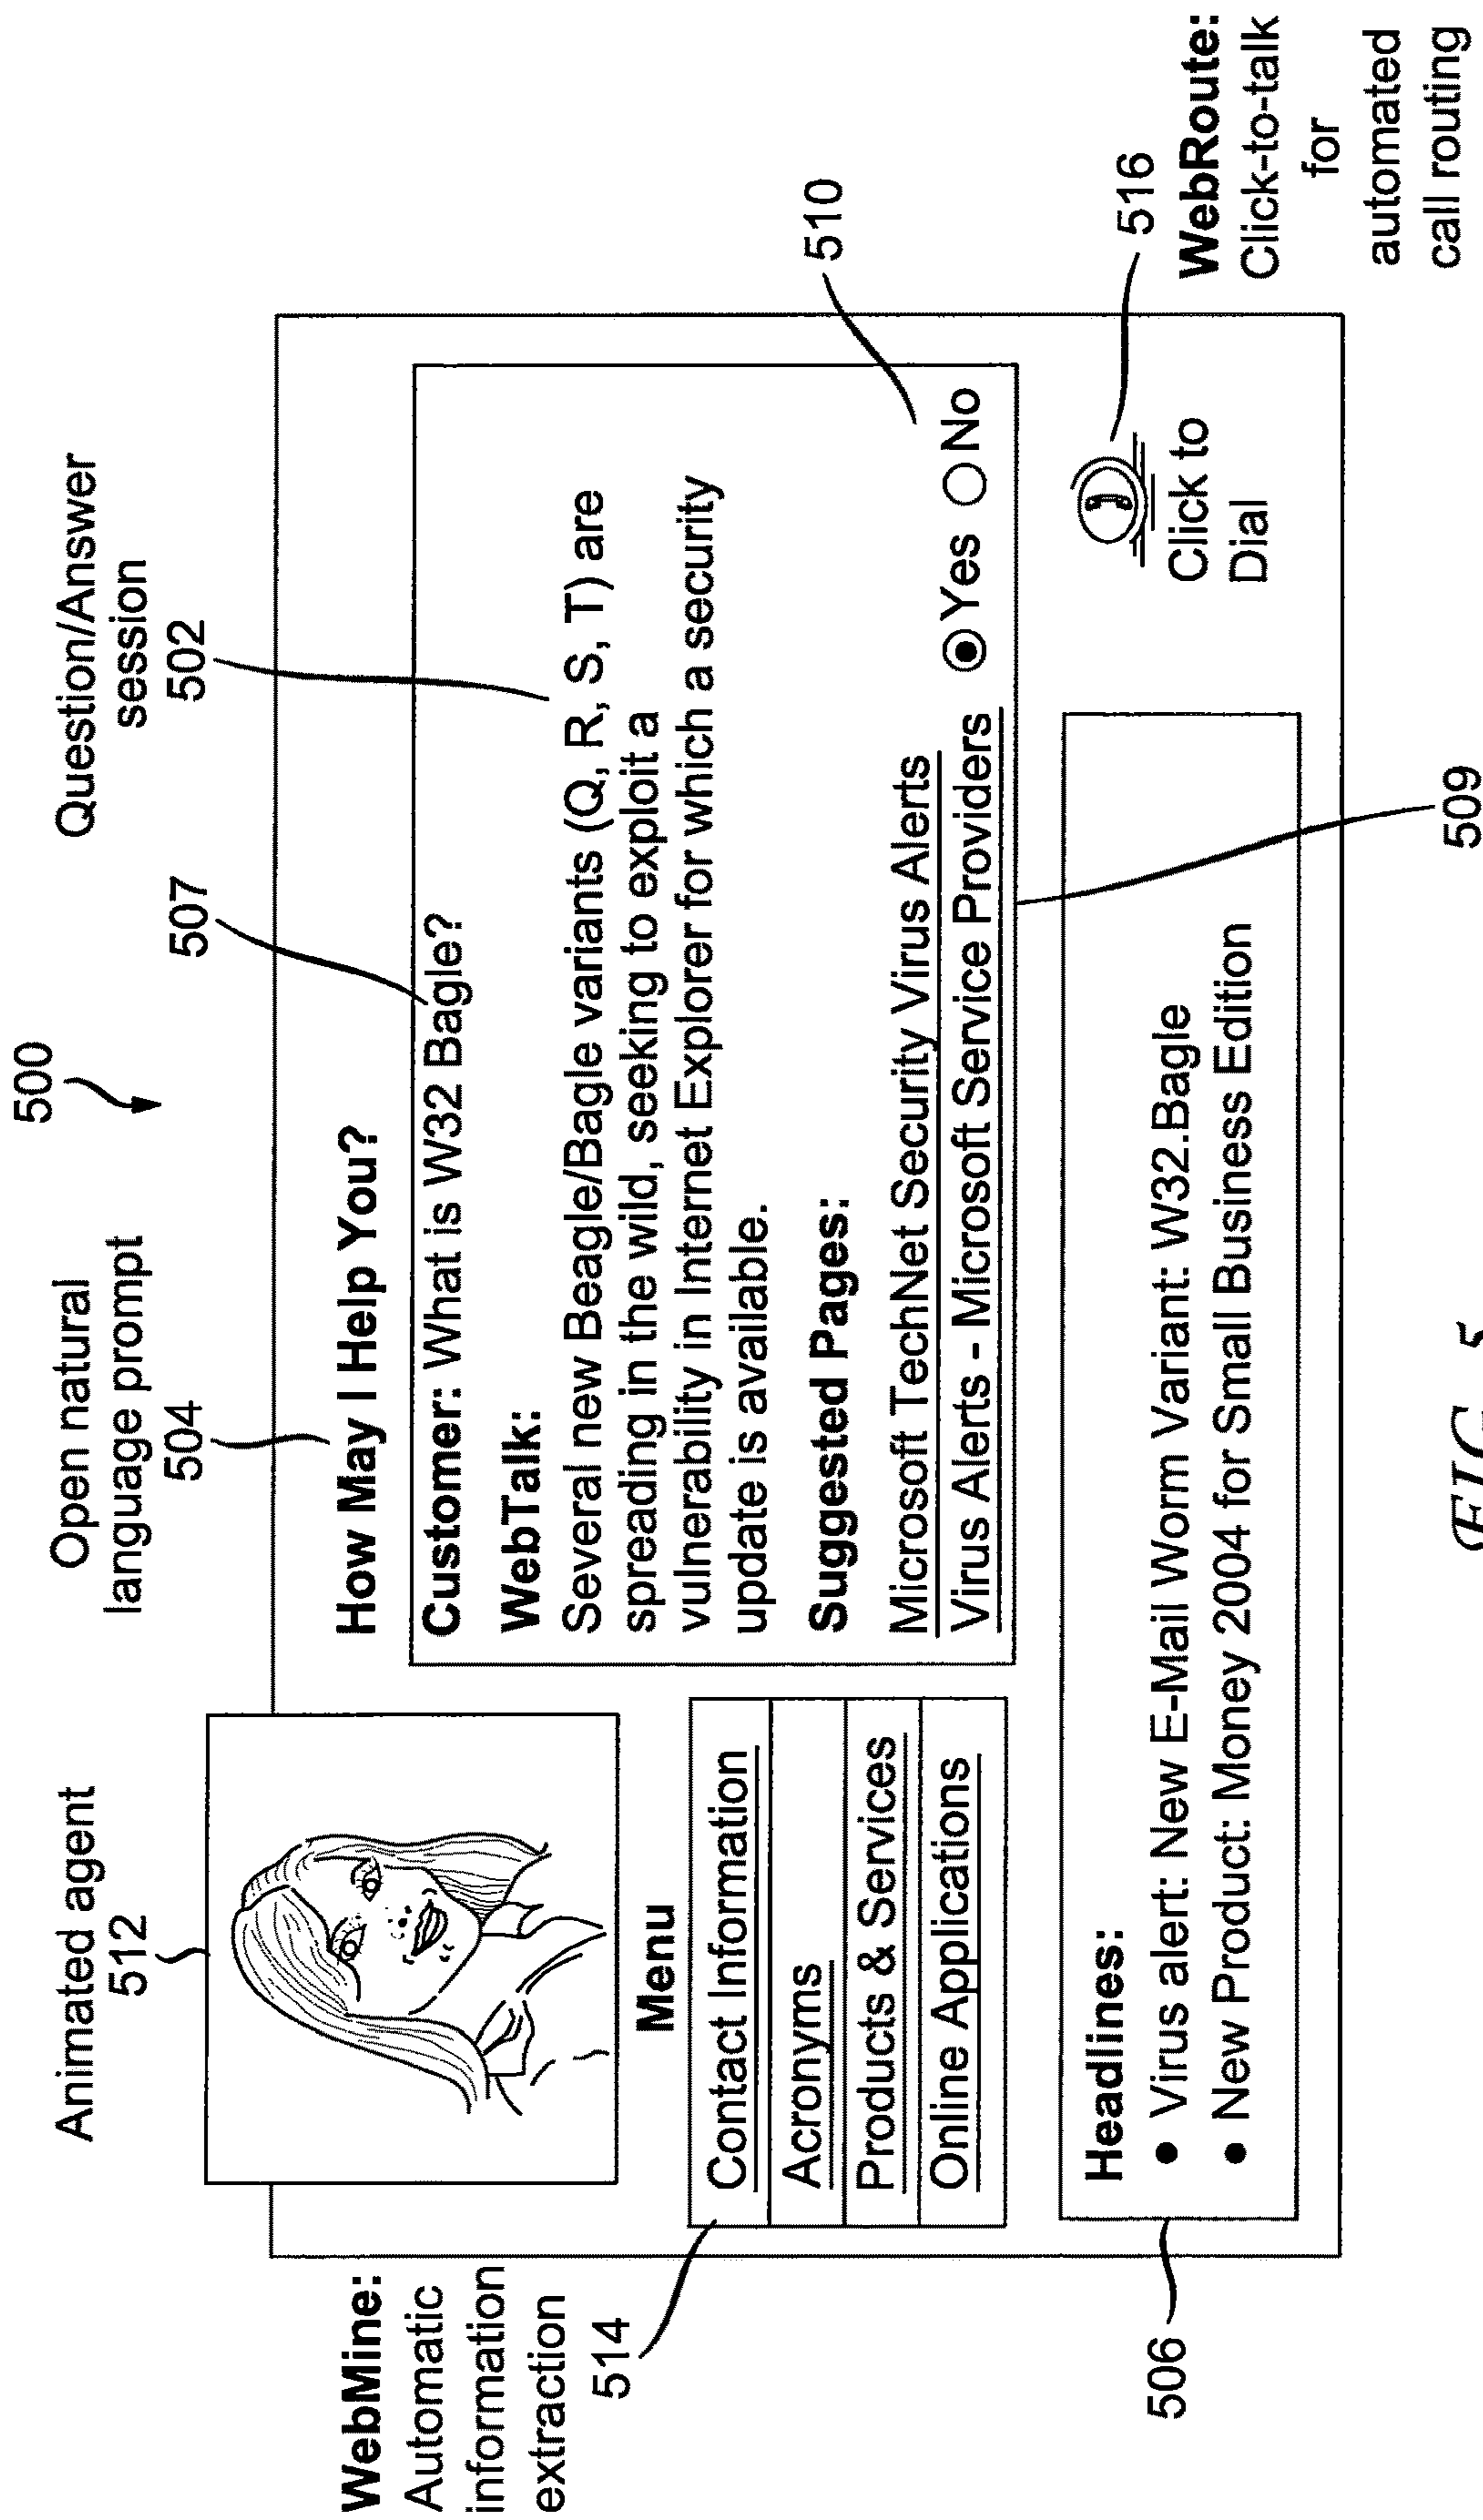 500
Animated agent
512
Open natural
language prompt
504
507
Question/Answer
session
502
WebMine:
Automatic
information
extraction
514
How May I Help You?
Customer: What is W32 Bagle?
WebTalk:
Several new Beagle/Bagle variants (Q, R, S, T) are
spreading in the wild, seeking to exploit a
vulnerability in Internet Explorer for which a security
update is available.
Suggested Pages:
Microsoft TechNet Security Virus Alerts
Virus Alerts - Microsoft Service Providers
Yes No
510
Menu
Contact Information
Acronyms
Products & Services
Online Applications
506
Headlines:
• Virus alert: New E-Mail Worm Variant: W32.Bagle
• New Product: Money 2004 for Small Business Edition
Click to
Dial
516
WebRoute:
Click-to-talk
for
automated
call routing
509
FIG. 5